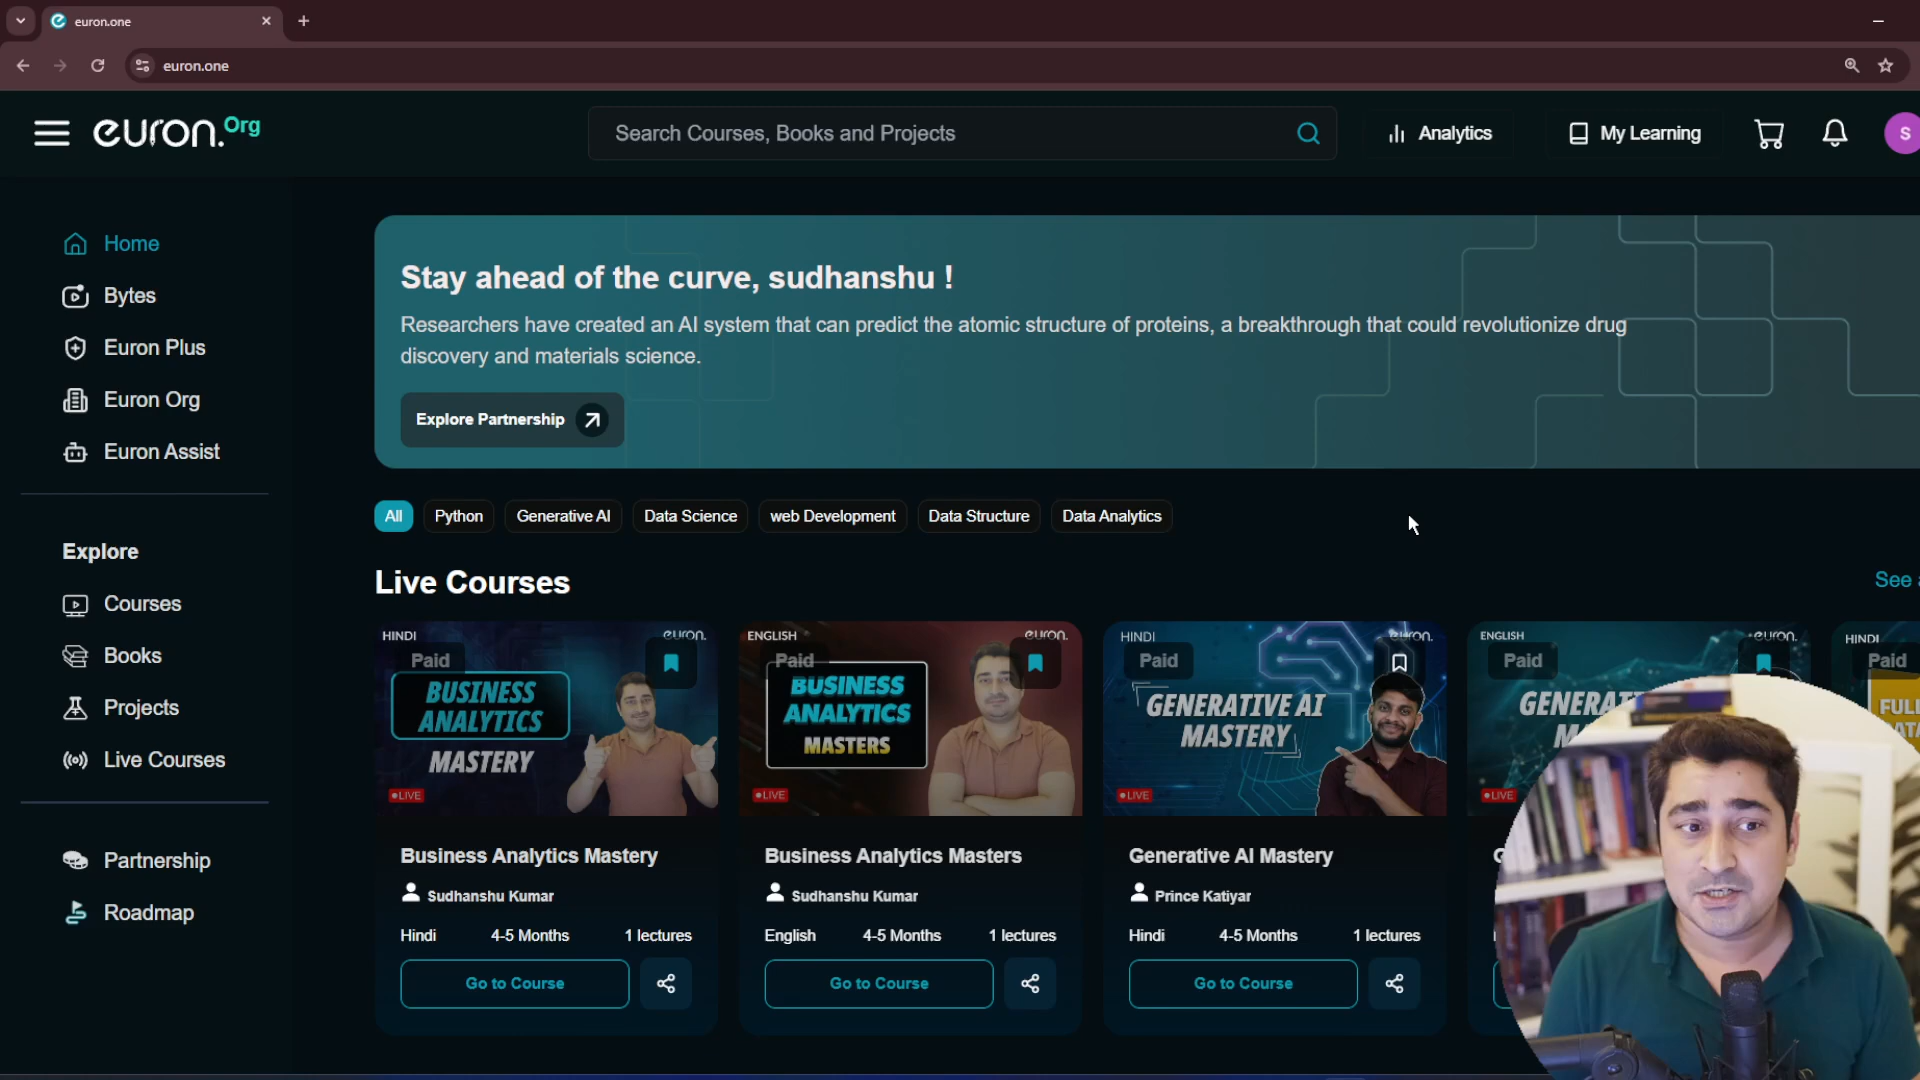 euron.one
euron.one
euron.Org
Search Courses, Books and Projects
Analytics
My Learning
S
Home
Bytes
Euron Plus
Euron Org
Euron Assist
Explore
Courses
Books
Projects
Live Courses
Partnership
Roadmap
Stay ahead of the curve, sudhanshu !
Researchers have created an AI system that can predict the atomic structure of proteins, a breakthrough that could revolutionize drug
discovery and materials science.
Explore Partnership
All Python Generative AI Data Science web Development Data Structure Data Analytics
Live Courses
See
HINDI
euron.
Paid
BUSINESS
ANALYTICS
MASTERY
LIVE
Business Analytics Mastery
Sudhanshu Kumar
Hindi 4-5 Months 1 lectures
Go to Course
ENGLISH
euron.
Paid
BUSINESS
ANALYTICS
MASTERS
LIVE
Business Analytics Masters
Sudhanshu Kumar
English 4-5 Months 1 lectures
Go to Course
HINDI
euron.
Paid
GENERATIVE AI
MASTERY
LIVE
Generative AI Mastery
Prince Katiyar
Hindi 4-5 Months 1 lectures
Go to Course
ENGLISH
euron.
Paid
LIVE
HINDI
Paid